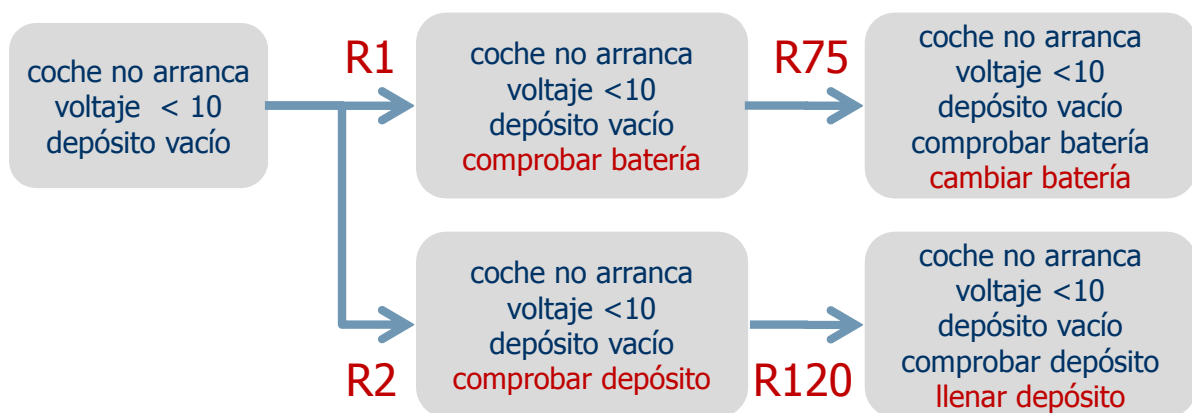 coche no arranca
voltaje < 10
depósito vacío
R1
coche no arranca
voltaje <10
depósito vacío
comprobar batería
R75
coche no arranca
voltaje <10
depósito vacío
comprobar batería
cambiar batería
R2
coche no arranca
voltaje <10
depósito vacío
comprobar depósito
R120
coche no arranca
voltaje <10
depósito vacío
comprobar depósito
llenar depósito